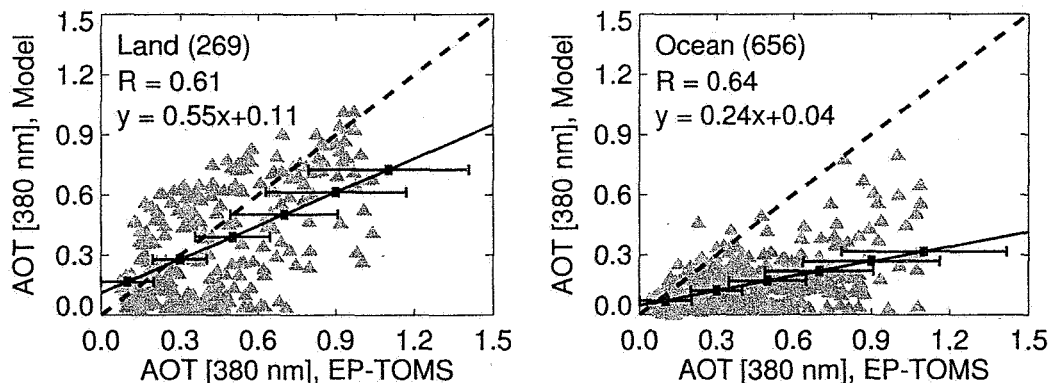 Land (269)
R = 0.61
y = 0.55x+0.11
AOT [380 nm], Model
1.5
1.2
0.9
0.6
0.3
0.0
0.0 0.3 0.6 0.9 1.2 1.5
AOT [380 nm], EP-TOMS
Ocean (656)
R = 0.64
y = 0.24x+0.04
AOT [380 nm], Model
1.5
1.2
0.9
0.6
0.3
0.0
0.0 0.3 0.6 0.9 1.2 1.5
AOT [380 nm], EP-TOMS